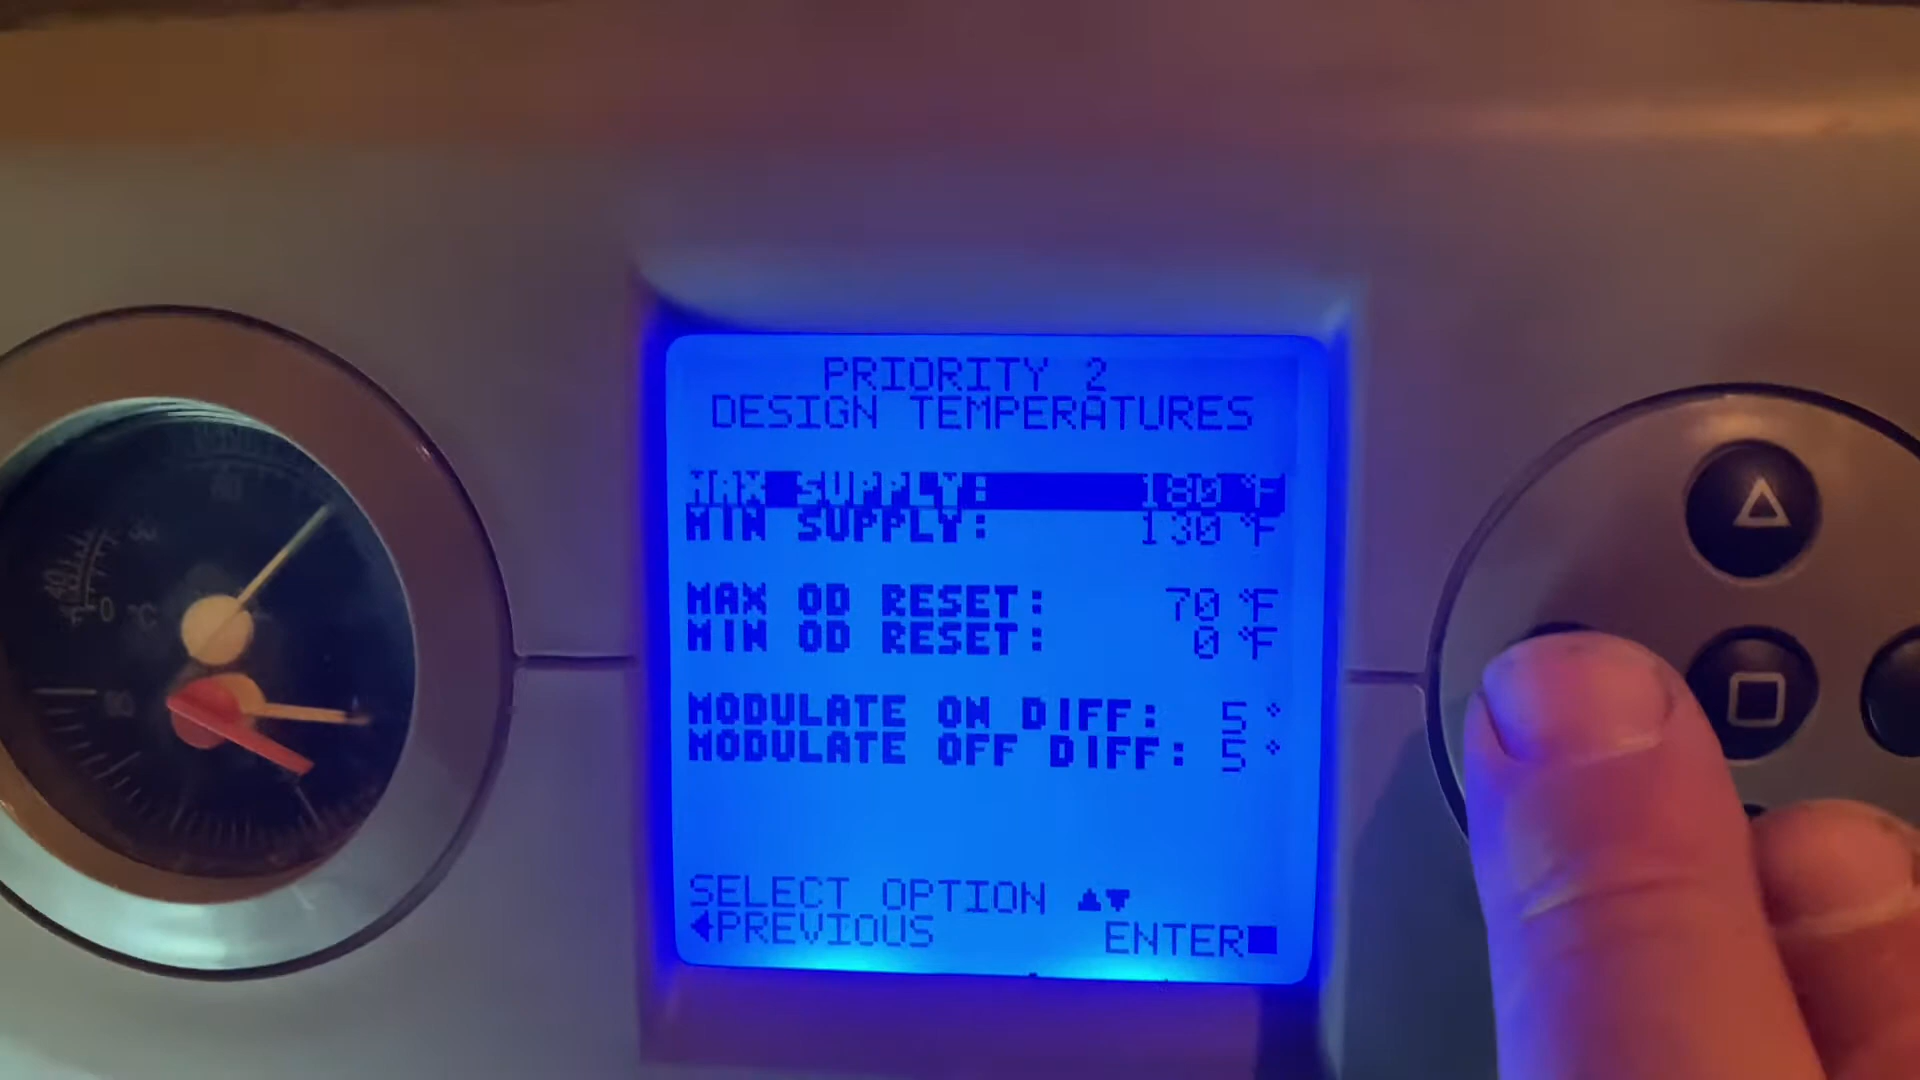 PRIORITY 2
DESIGN TEMPERATURES
MAX SUPPLY: 180 °F
MIN SUPPLY: 130 °F
MAX OD RESET: 70 °F
MIN OD RESET: 0 °F
MODULATE ON DIFF: 5 °
MODULATE OFF DIFF: 5 °
SELECT OPTION ▲▼
◀PREVIOUS ENTER■
0 °C